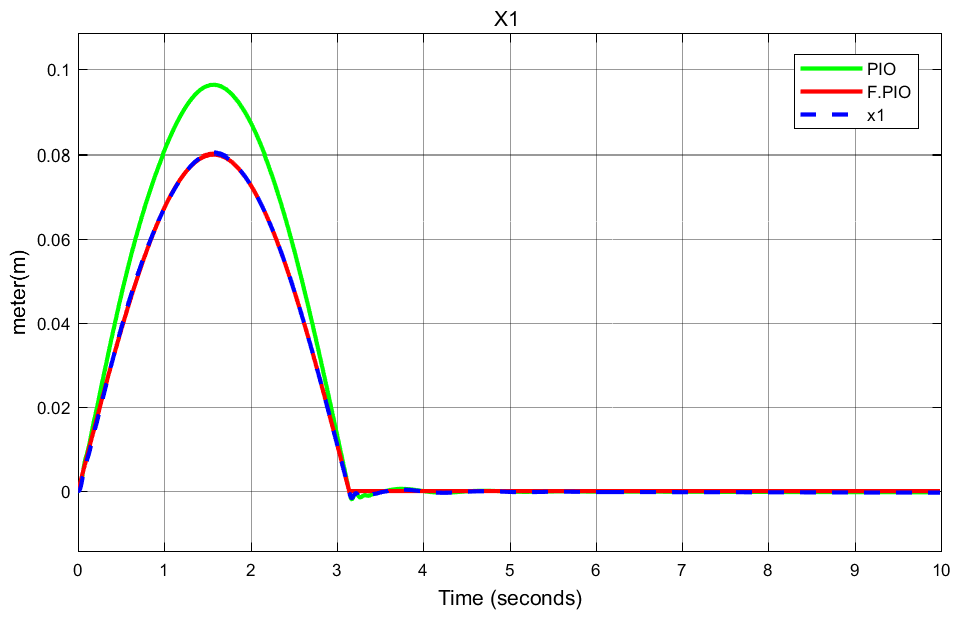 X1
PIO
F.PIO
x1
0.1
0.08
0.06
0.04
0.02
0
meter(m)
0 1 2 3 4 5 6 7 8 9 10
Time (seconds)